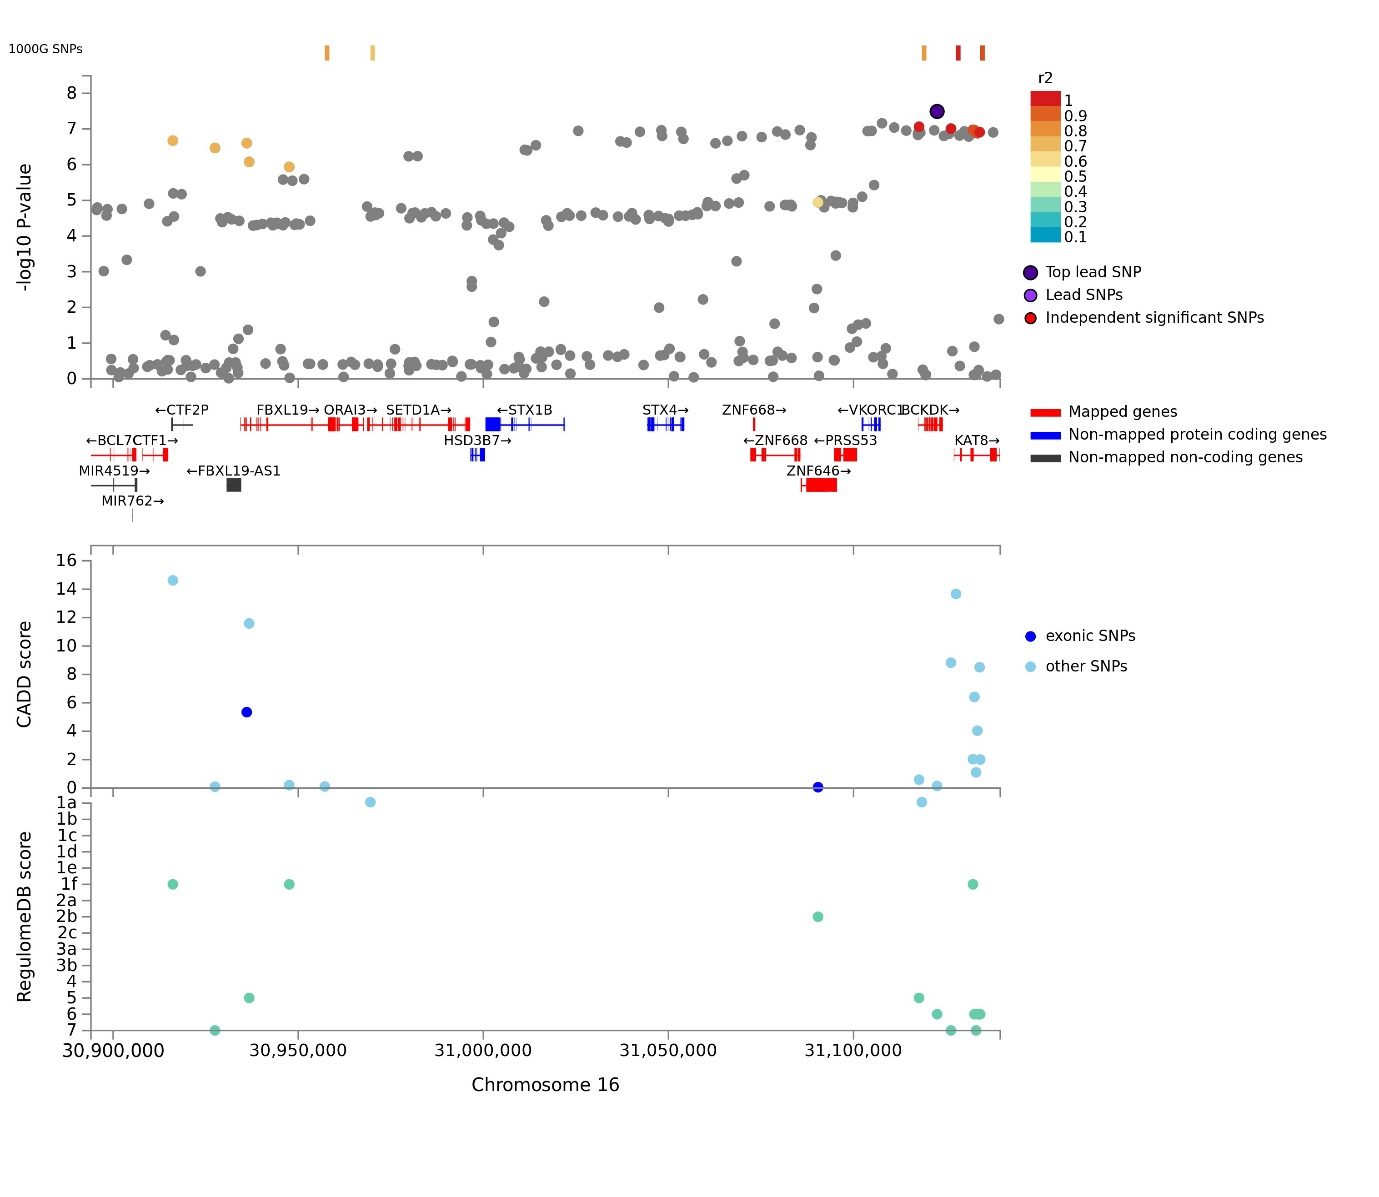 1000G SNPs
8
7
6
5
4
3
2
1
0
-log10 P-value
r2
1
0.9
0.8
0.7
0.6
0.5
0.4
0.3
0.2
0.1
Top lead SNP
Lead SNPs
Independent significant SNPs
←CTF2P FBXL19→ ORAI3→ SETD1A→ ←STX1B STX4→ ZNF668→ ←VKORC1 BCKDK→
←BCL7C CTF1→ HSD3B7→ ←ZNF668 ←PRSS53 KAT8→
MIR4519→ ←FBXL19-AS1 ZNF646→
MIR762→
Mapped genes
Non-mapped protein coding genes
Non-mapped non-coding genes
16
14
12
10
8
6
4
2
0
CADD score
exonic SNPs
other SNPs
1a
1b
1c
1d
1e
1f
2a
2b
2c
3a
3b
4
5
6
7
RegulomeDB score
30,900,000 30,950,000 31,000,000 31,050,000 31,100,000
Chromosome 16